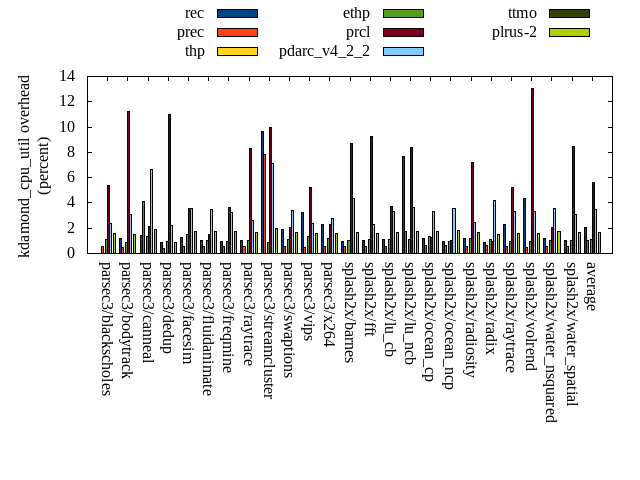 rec
ethp
ttmo
prec
prcl
plrus-2
thp
pdarc_v4_2_2
kdamond_cpu_util overhead
(percent)
14
12
10
8
6
4
2
0
parsec3/blackscholes
parsec3/bodytrack
parsec3/canneal
parsec3/dedup
parsec3/facesim
parsec3/fluidanimate
parsec3/freqmine
parsec3/raytrace
parsec3/streamcluster
parsec3/swaptions
parsec3/vips
parsec3/x264
splash2x/barnes
splash2x/fft
splash2x/lu_cb
splash2x/lu_ncb
splash2x/ocean_cp
splash2x/ocean_ncp
splash2x/radiosity
splash2x/radix
splash2x/raytrace
splash2x/volrend
splash2x/water_nsquared
splash2x/water_spatial
average